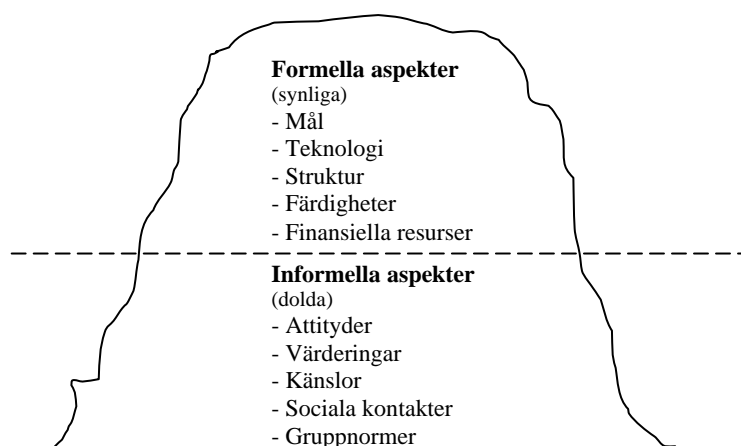 Formella aspekter
(synliga)
- Mål
- Teknologi
- Struktur
- Färdigheter
- Finansiella resurser
Informella aspekter
(dolda)
- Attityder
- Värderingar
- Känslor
- Sociala kontakter
- Gruppnormer